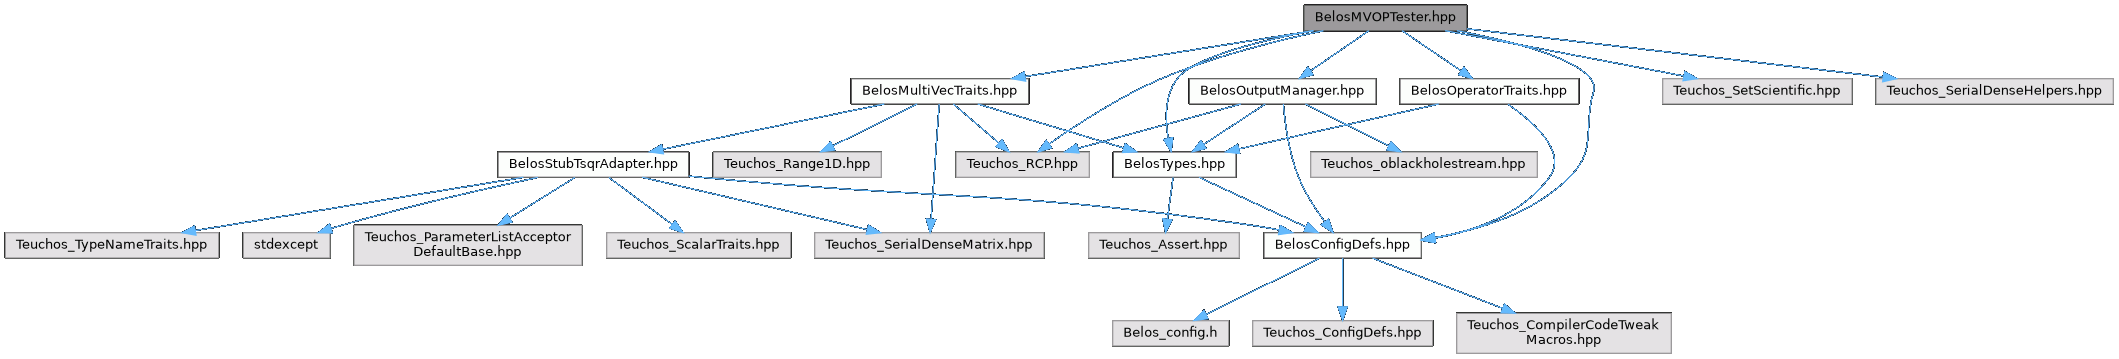 BelosMVOPTester.hpp
BelosMultiVecTraits.hpp
BelosOutputManager.hpp
BelosOperatorTraits.hpp
Teuchos_SetScientific.hpp
Teuchos_SerialDenseHelpers.hpp
BelosStubTsqrAdapter.hpp
Teuchos_Range1D.hpp
Teuchos_RCP.hpp
BelosTypes.hpp
Teuchos_oblackholestream.hpp
Teuchos_TypeNameTraits.hpp
stdexcept
Teuchos_ParameterListAcceptor
DefaultBase.hpp
Teuchos_ScalarTraits.hpp
Teuchos_SerialDenseMatrix.hpp
Teuchos_Assert.hpp
BelosConfigDefs.hpp
Belos_config.h
Teuchos_ConfigDefs.hpp
Teuchos_CompilerCodeTweak
Macros.hpp